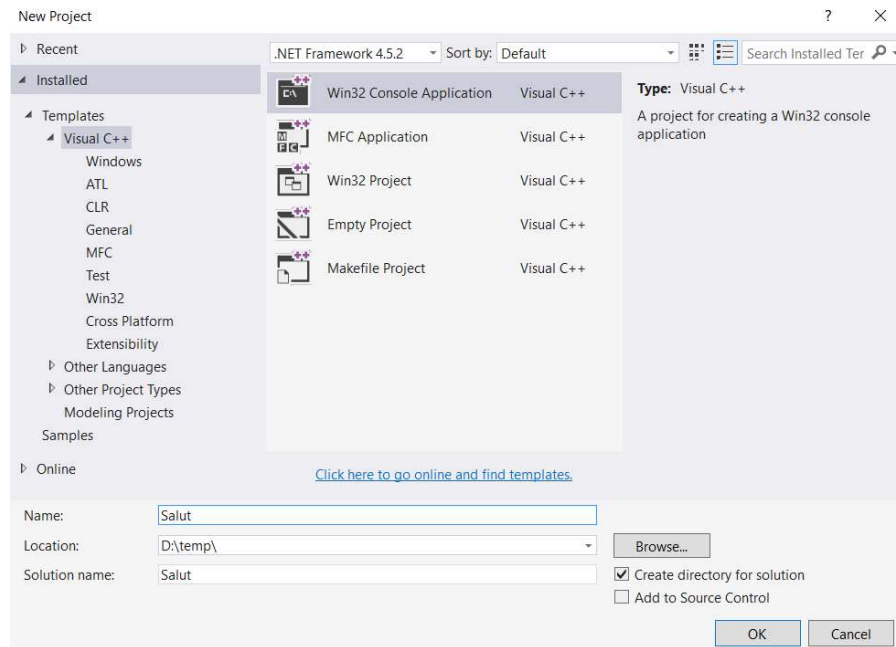 New Project
?
Recent
Installed
Templates
Visual C++
Windows
ATL
CLR
General
MFC
Test
Win32
Cross Platform
Extensibility
Other Languages
Other Project Types
Modeling Projects
Samples
Online
.NET Framework 4.5.2 Sort by: Default
Search Installed Ter
Win32 Console Application Visual C++
MFC Application Visual C++
Win32 Project Visual C++
Empty Project Visual C++
Makefile Project Visual C++
Click here to go online and find templates.
Type: Visual C++
A project for creating a Win32 console
application
Name: Salut
Location: D:\temp\
Browse...
Solution name: Salut
Create directory for solution
Add to Source Control
OK Cancel